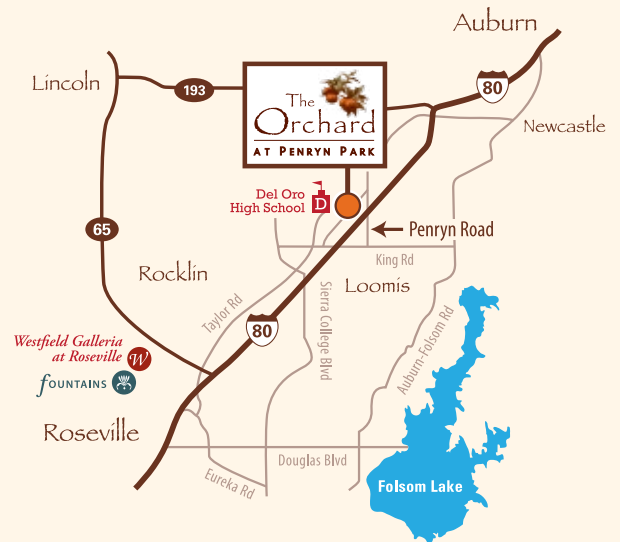 Auburn
Lincoln
193
80
The
Orchard
AT PENRYN PARK
Newcastle
Del Oro
High School
D
Penryn Road
65
King Rd
Rocklin
Loomis
Taylor Rd
80
Sierra College Blvd
Auburn-Folsom Rd
Westfield Galleria
at Roseville
W
fOUNTAINS
Roseville
Douglas Blvd
Eureka Rd
Folsom Lake